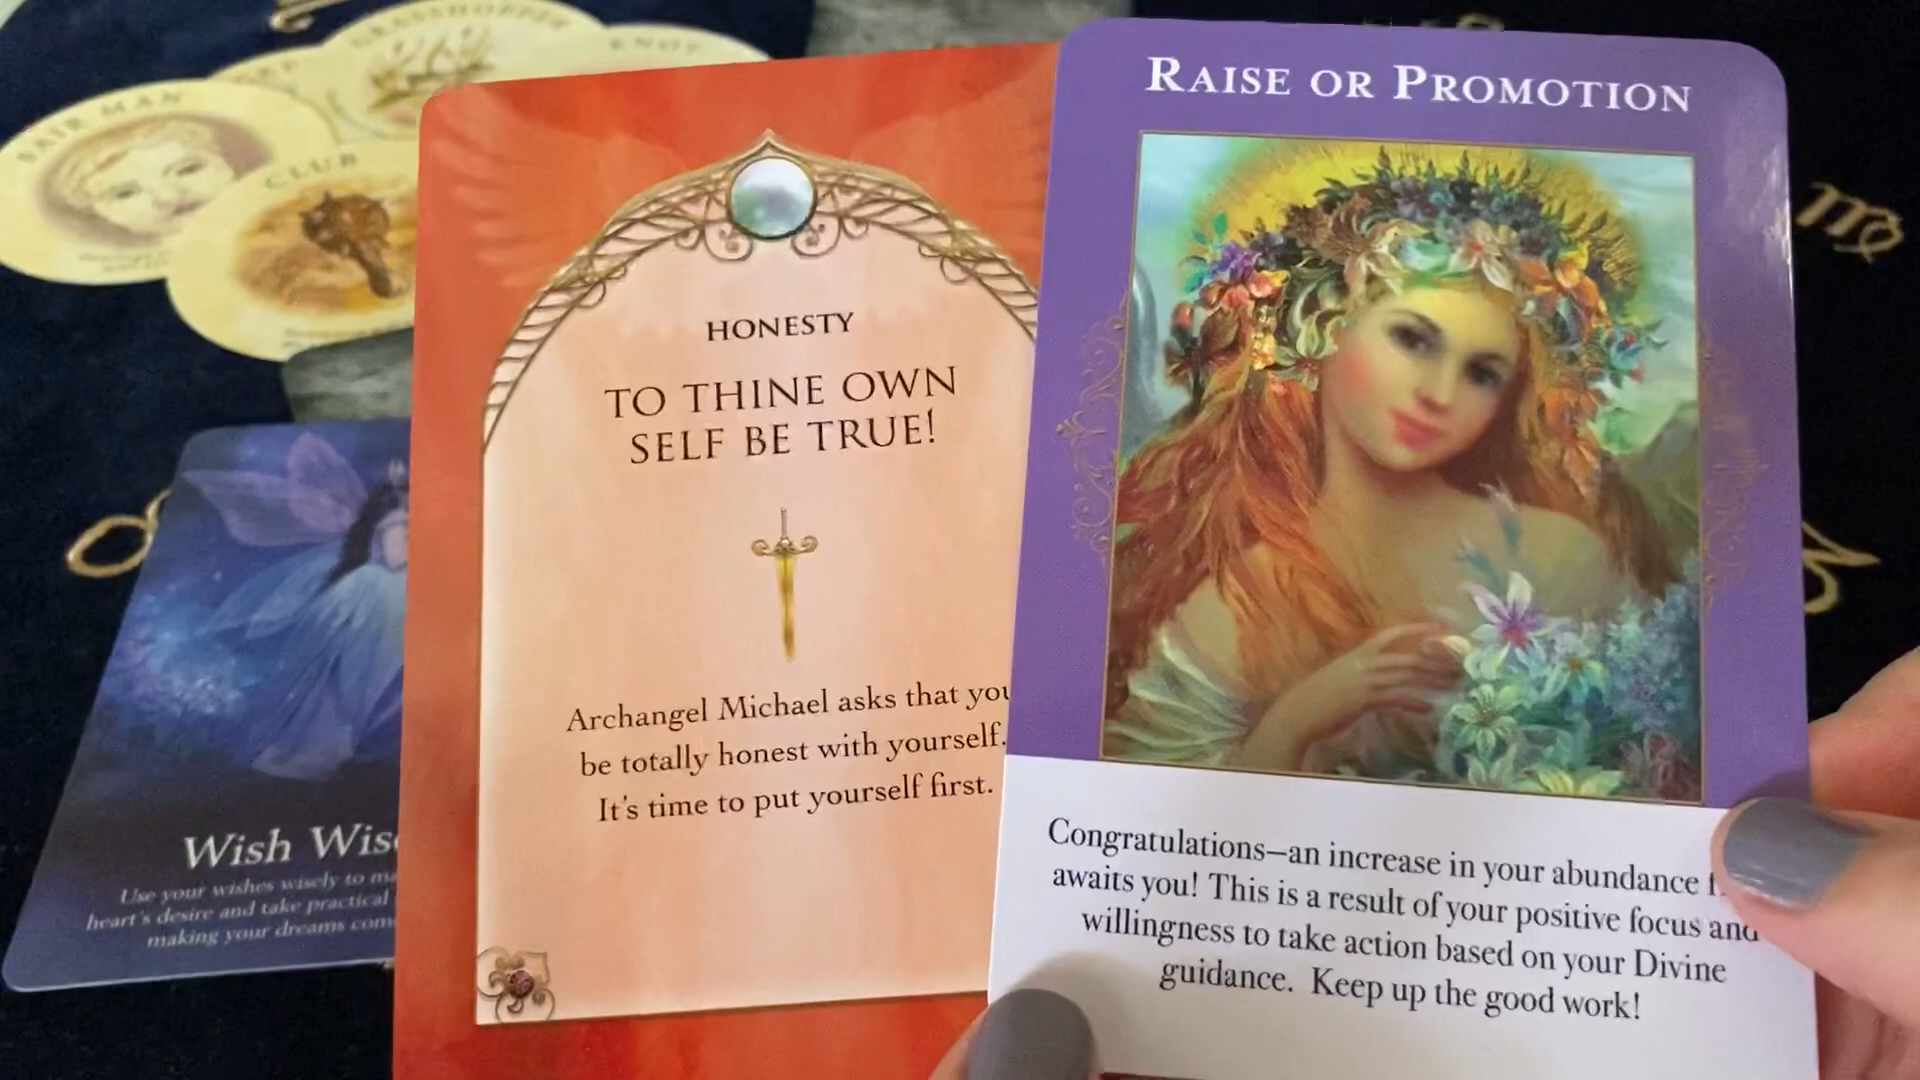 GRASSHOPPER
KNOT
FAIR MAN
CLUB
HONESTY
TO THINE OWN
SELF BE TRUE!
Archangel Michael asks that you
be totally honest with yourself.
It's time to put yourself first.
RAISE OR PROMOTION
Congratulations—an increase in your abundance
awaits you! This is a result of your positive focus and
willingness to take action based on your Divine
guidance. Keep up the good work!
Wish
Use your wishes wisely to
heart's desire and take practical
making your dreams